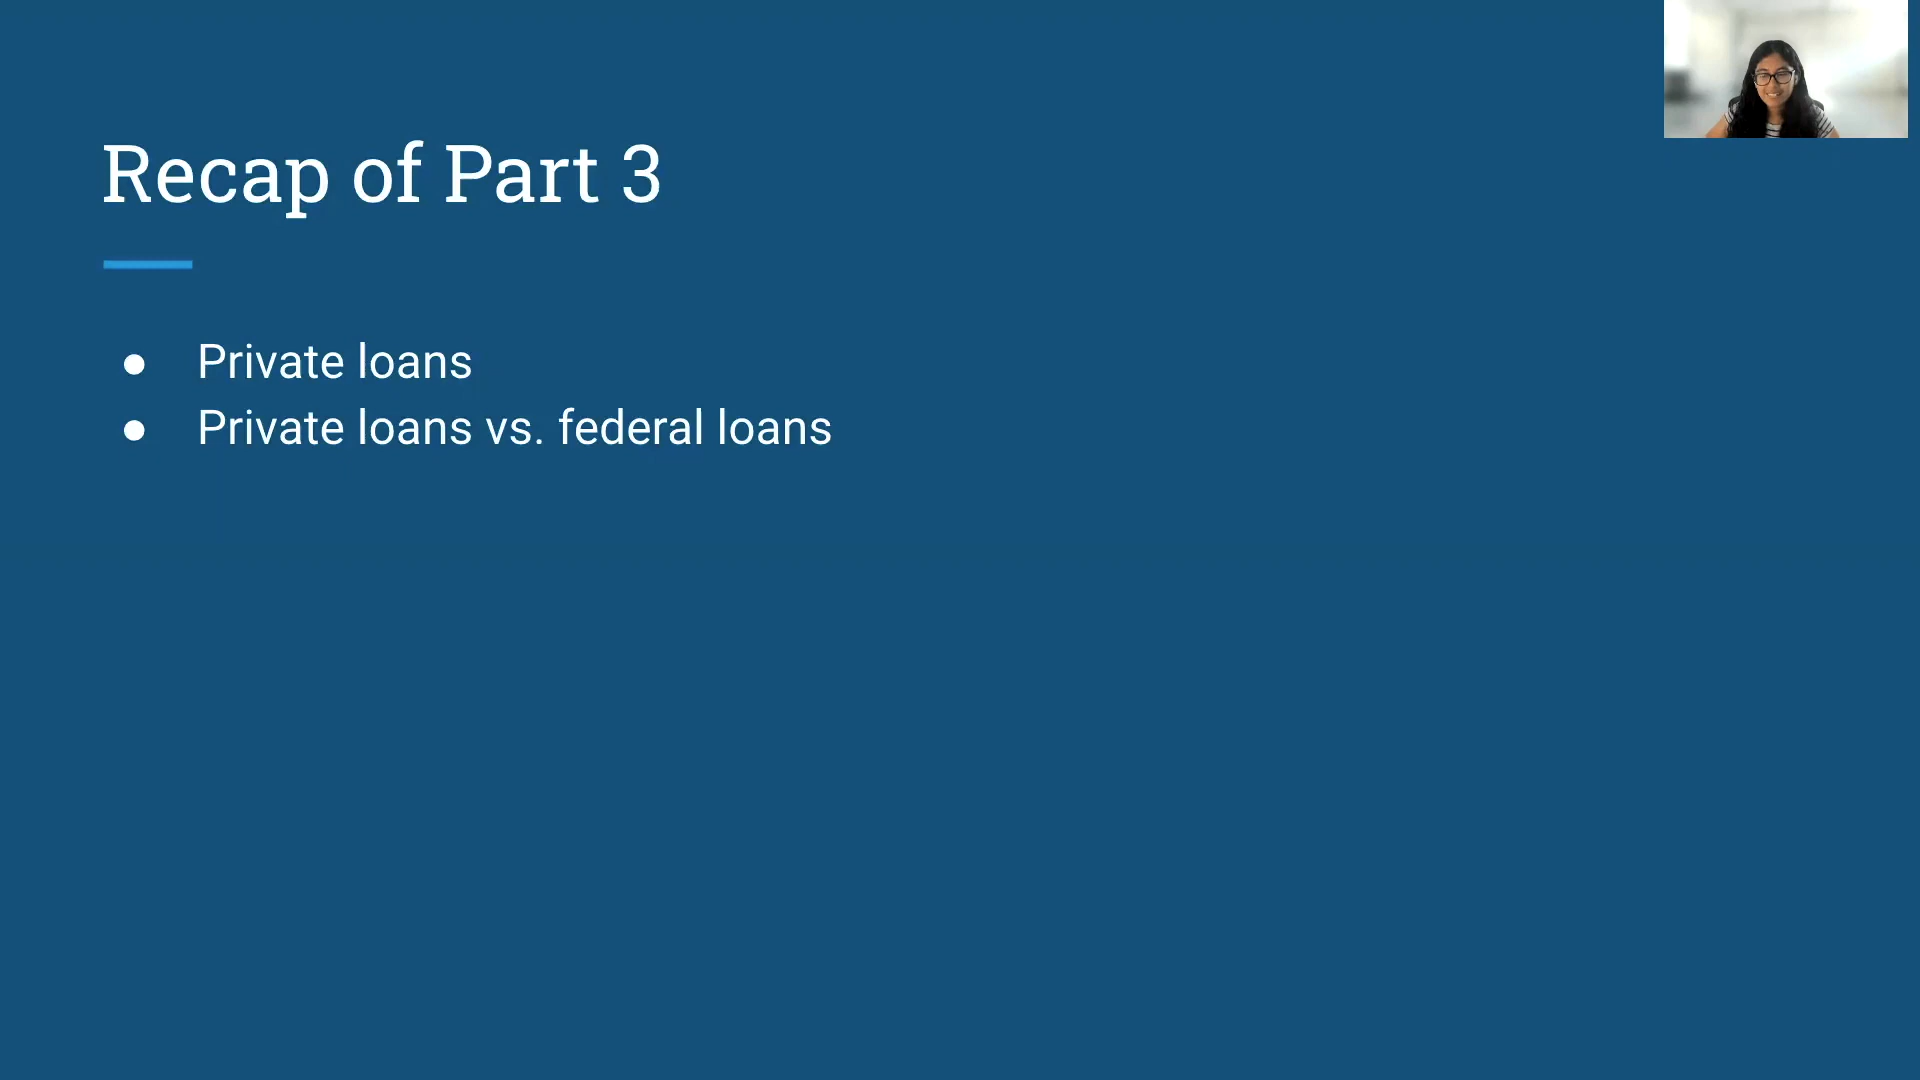 Recap of Part 3
● Private loans
● Private loans vs. federal loans